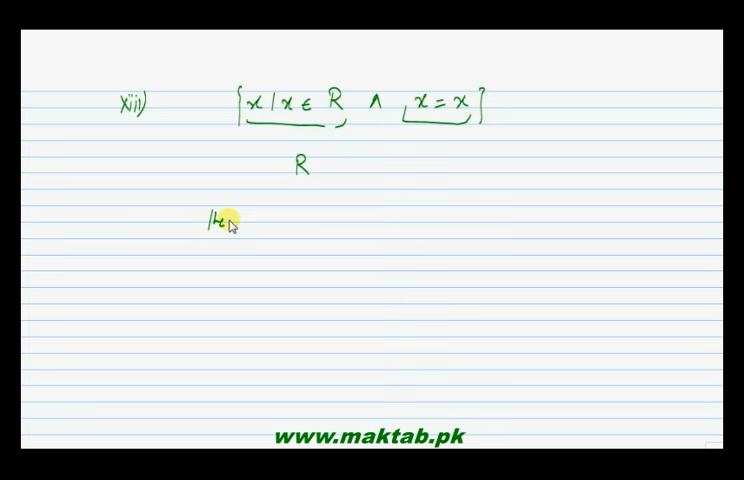 xiii) {x / x ∈ R ∧ x = x}
R
www.maktab.pk